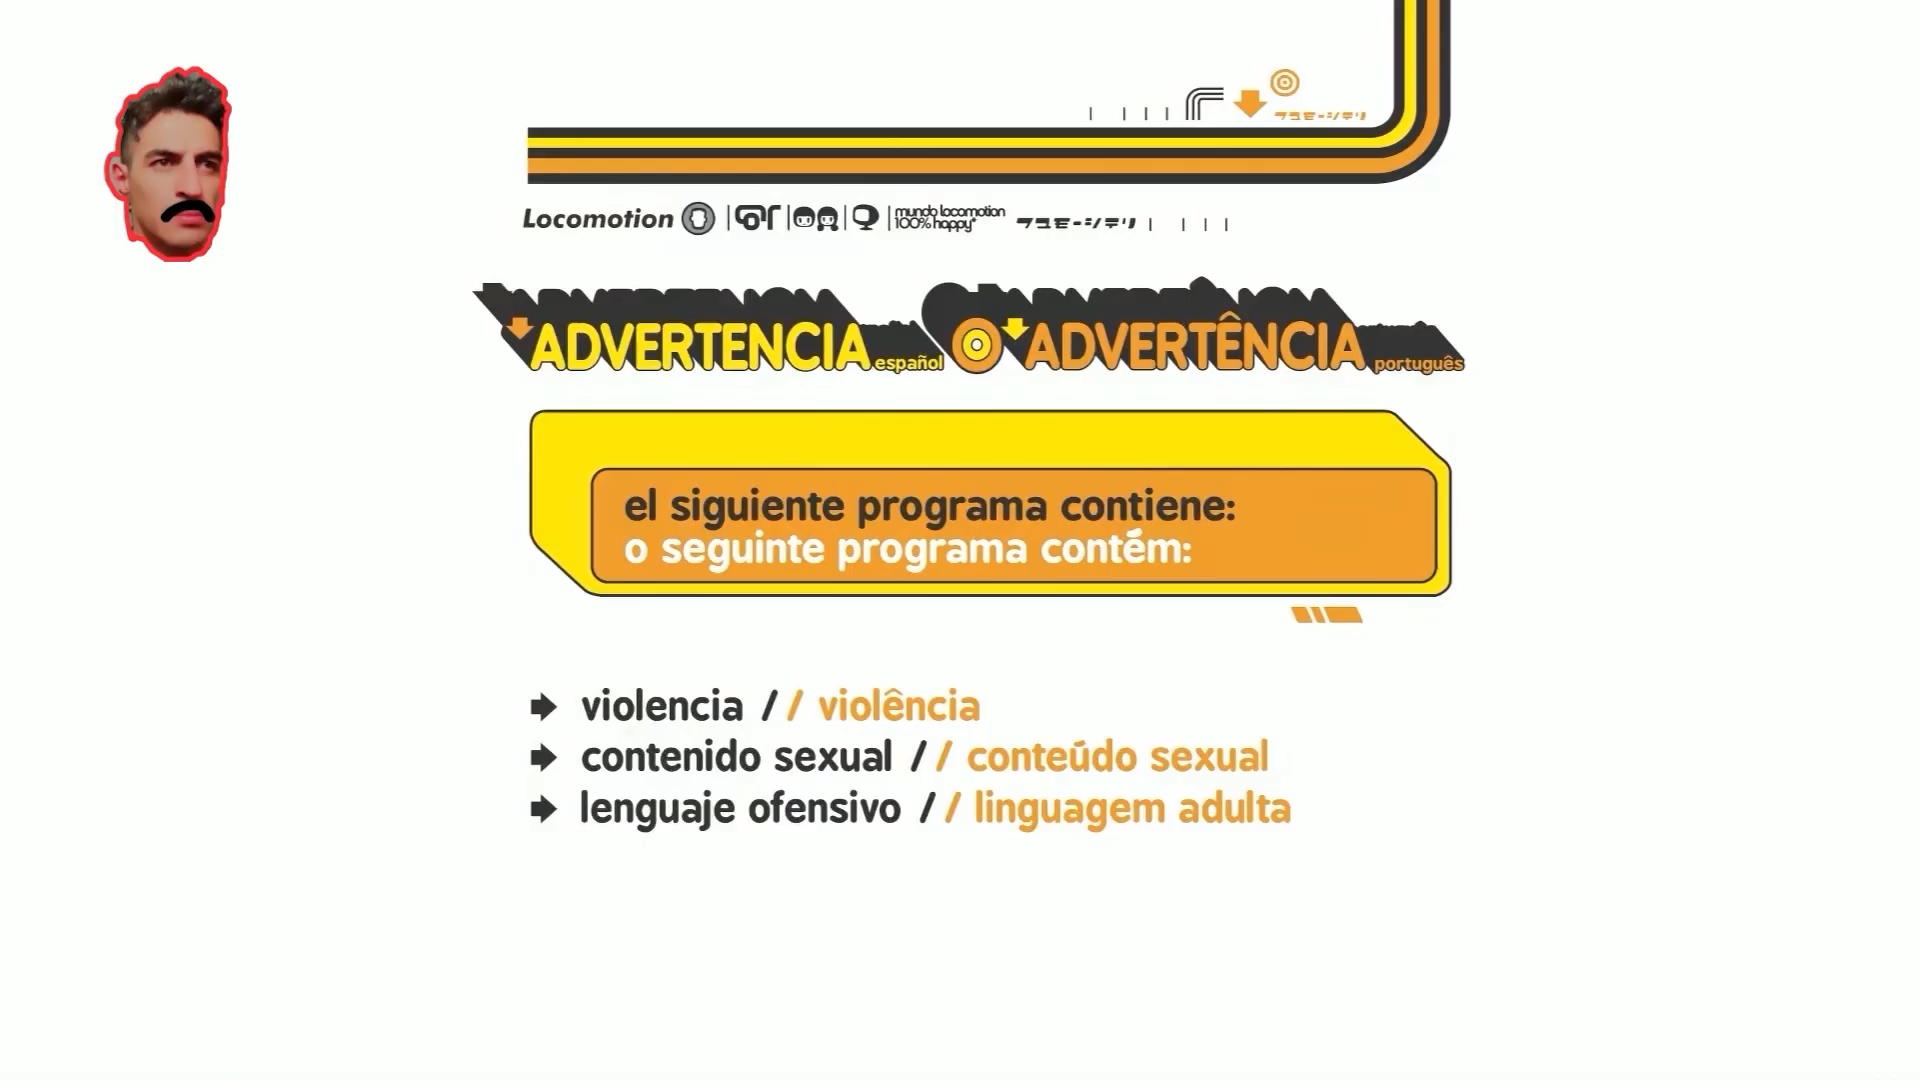 Locomotion
mundo locomotion
100% happy*
ADVERTENCIA español
ADVERTÊNCIA português
el siguiente programa contiene:
o seguinte programa contém:
violencia // violência
contenido sexual // conteúdo sexual
lenguaje ofensivo // linguagem adulta